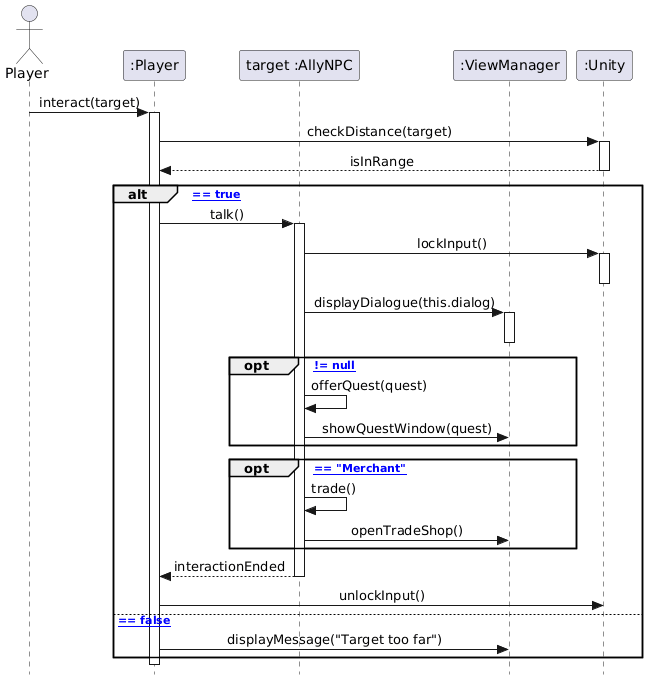 Player
:Player
target :AllyNPC
:ViewManager
:Unity
interact(target)
checkDistance(target)
isInRange
alt
== true
talk()
lockInput()
displayDialogue(this.dialog)
opt
!= null
offerQuest(quest)
showQuestWindow(quest)
opt
== "Merchant"
trade()
openTradeShop()
interactionEnded
unlockInput()
== false
displayMessage("Target too far")